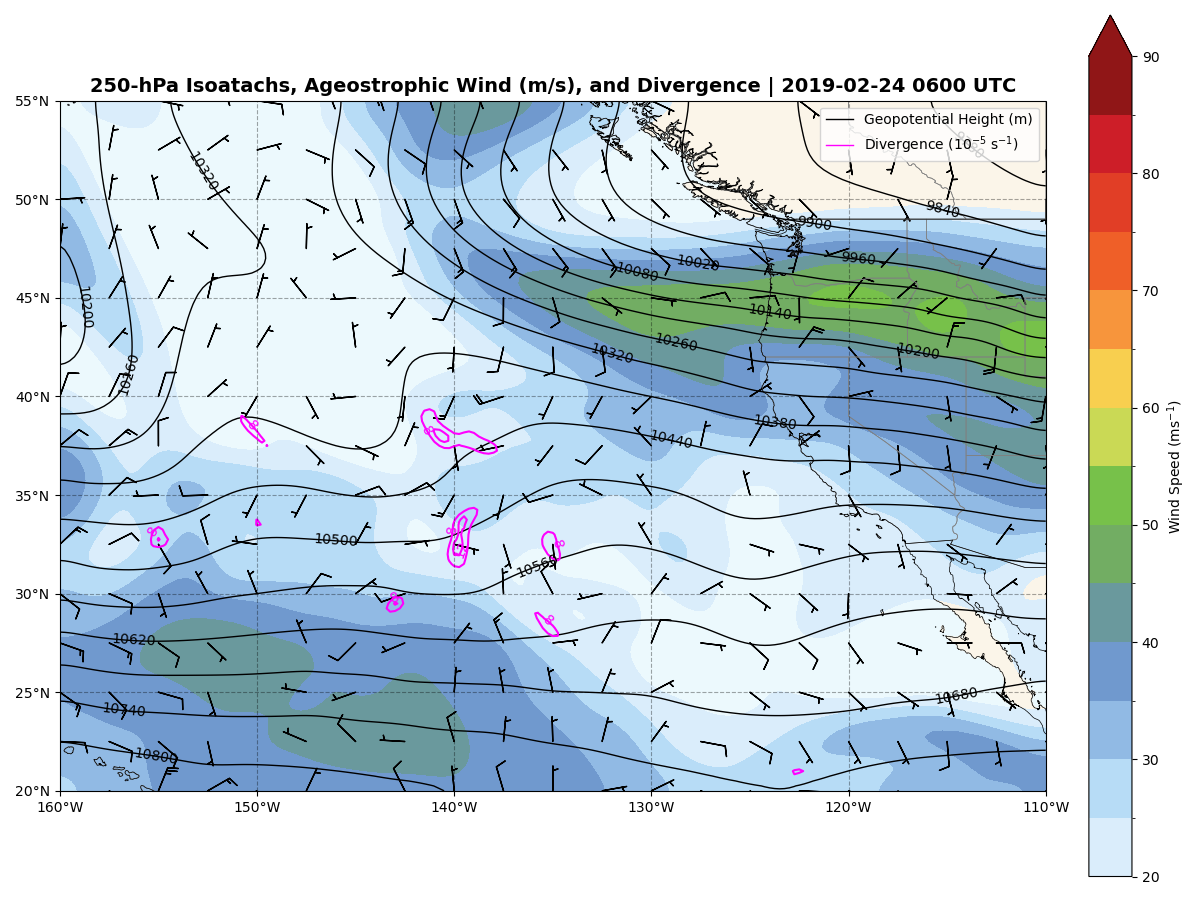 250-hPa Isoatachs, Ageostrophic Wind (m/s), and Divergence | 2019-02-24 0600 UTC
Geopotential Height (m)
Divergence (10⁻⁵ s⁻¹)
55°N
50°N
45°N
40°N
35°N
30°N
25°N
20°N
160°W
150°W
140°W
130°W
120°W
110°W
10320
10200
10260
9840
9900
9960
10020
10080
10140
10200
10260
10320
10380
10440
10500
10560
10620
10680
10740
10800
90
80
70
60
50
40
30
20
Wind Speed (ms⁻¹)